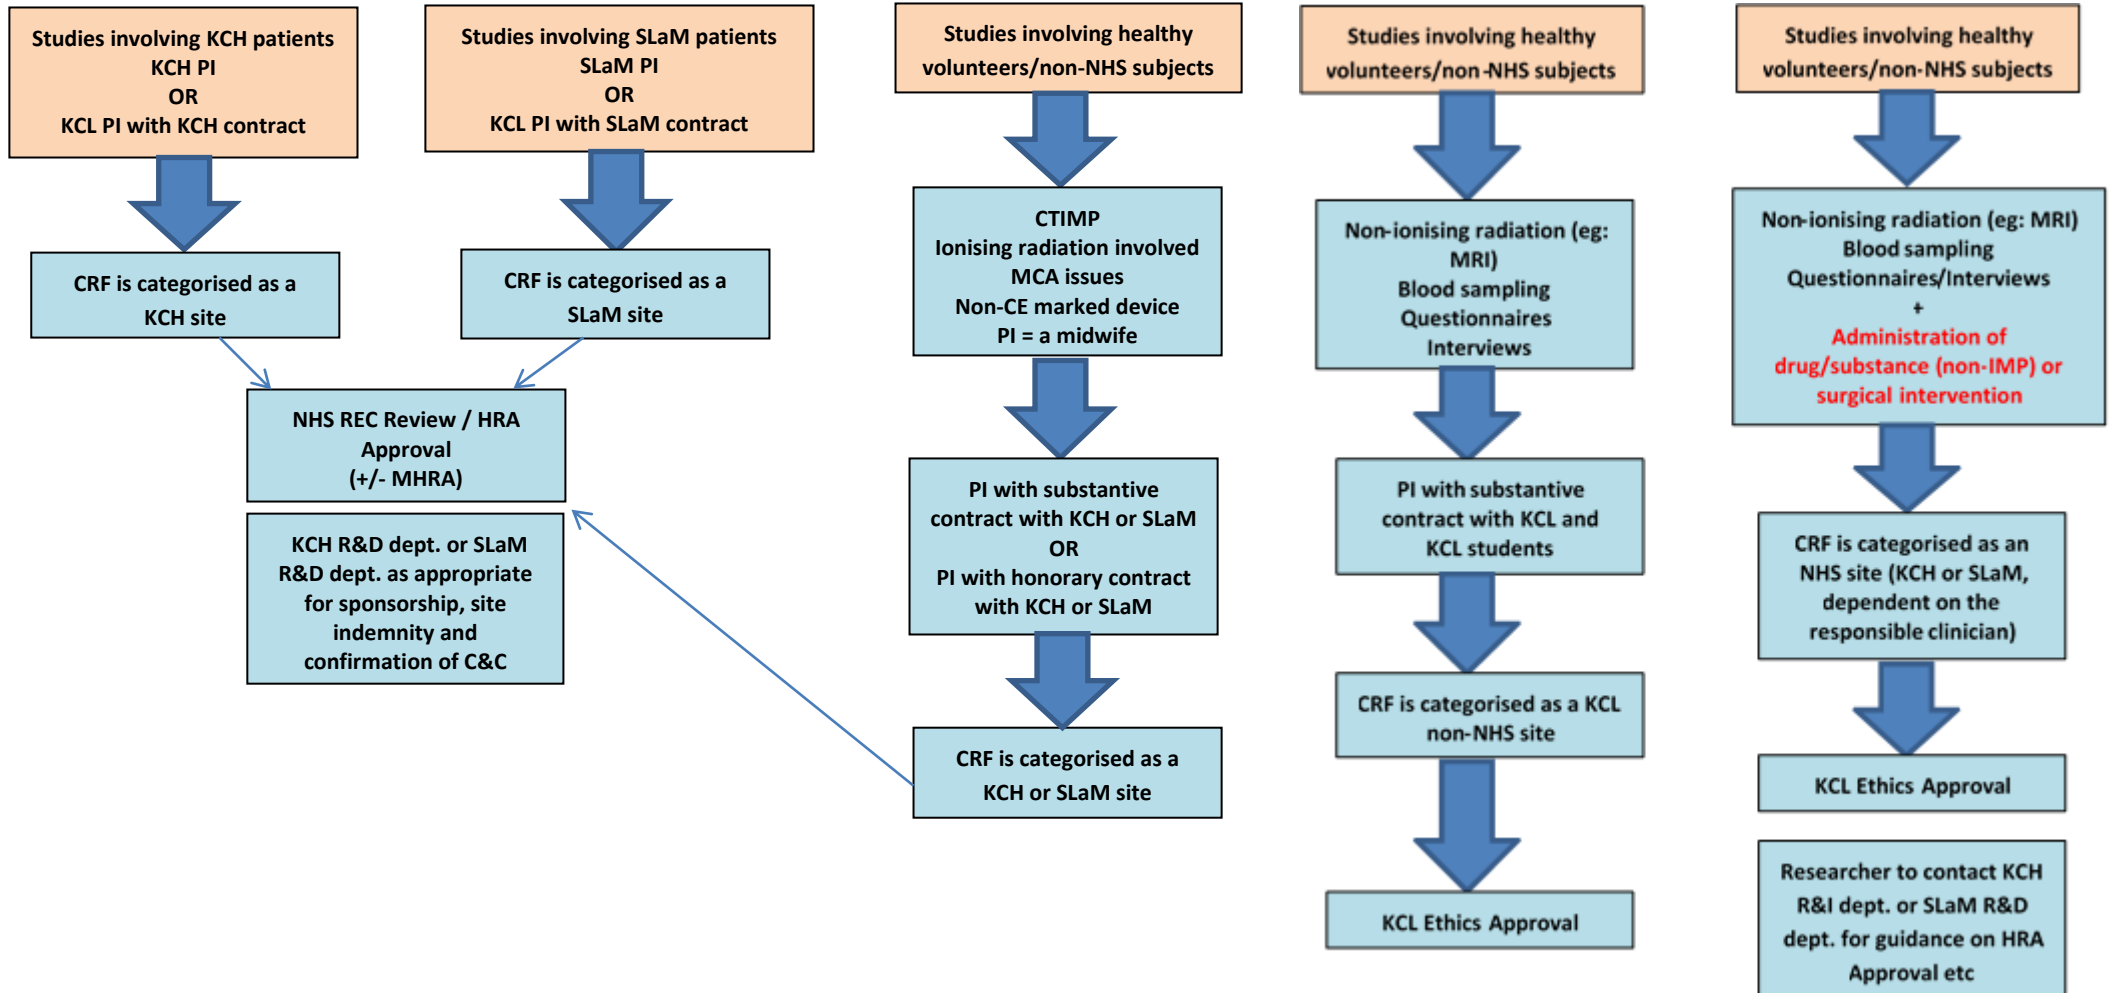 Studies involving KCH patients
KCH PI
OR
KCL PI with KCH contract
CRF is categorised as a
KCH site
Studies involving SLaM patients
SLaM PI
OR
KCL PI with SLaM contract
CRF is categorised as a
SLaM site
NHS REC Review / HRA
Approval
(+/- MHRA)
KCH R&D dept. or SLaM
R&D dept. as appropriate
for sponsorship, site
indemnity and
confirmation of C&C
Studies involving healthy
volunteers/non-NHS subjects
CTIMP
Ionising radiation involved
MCA issues
Non-CE marked device
PI = a midwife
PI with substantive
contract with KCH or SLaM
OR
PI with honorary contract
with KCH or SLaM
CRF is categorised as a
KCH or SLaM site
Studies involving healthy
volunteers/non-NHS subjects
Non-ionising radiation (eg:
MRI)
Blood sampling
Questionnaires
Interviews
PI with substantive
contract with KCL and
KCL students
CRF is categorised as a KCL
non-NHS site
KCL Ethics Approval
Studies involving healthy
volunteers/non-NHS subjects
Non-ionising radiation (eg: MRI)
Blood sampling
Questionnaires/Interviews
+
Administration of
drug/substance (non-IMP) or
surgical intervention
CRF is categorised as an
NHS site (KCH or SLaM,
dependent on the
responsible clinician)
KCL Ethics Approval
Researcher to contact KCH
R&I dept. or SLaM R&D
dept. for guidance on HRA
Approval etc